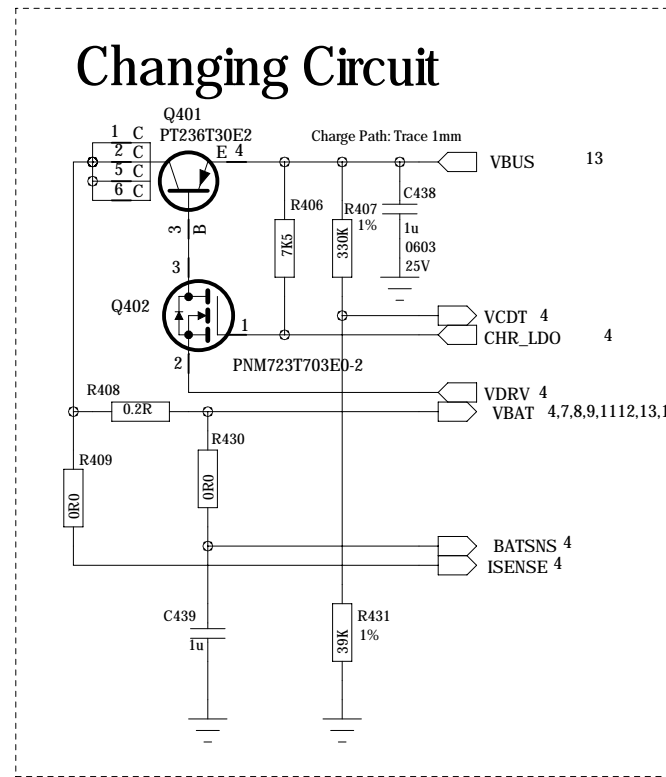 Changing Circuit
Q401
PT236T30E2
1 C
2 C
5 C
6 C
E 4
Charge Path: Trace 1mm
VBUS 13
3 B
R406
7K5
R407
1%
330K
C438
1u
0603
25V
3
Q402
1
2
PNM723T703E0-2
VCDT 4
CHR_LDO 4
VDRV 4
VBAT 4,7,8,9,1112,13,1
R408
0.2R
R430
0R0
R409
0R0
BATSNS 4
ISENSE 4
C439
1u
R431
1%
39K